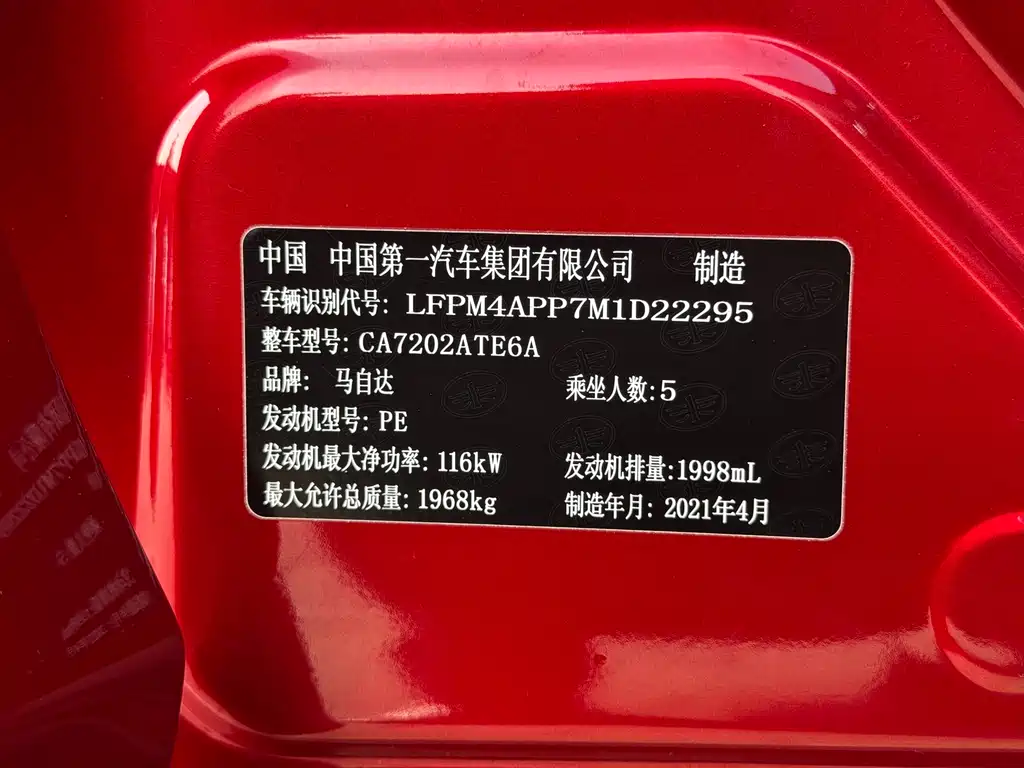 中国 中国第一汽车集团有限公司 制造
车辆识别代号: LFPM4APP7M1D22295
整车型号: CA7202ATE6A
品牌: 马自达 乘坐人数:5
发动机型号: PE
发动机最大净功率: 116kW 发动机排量:1998mL
最大允许总质量: 1968kg 制造年月: 2021年4月